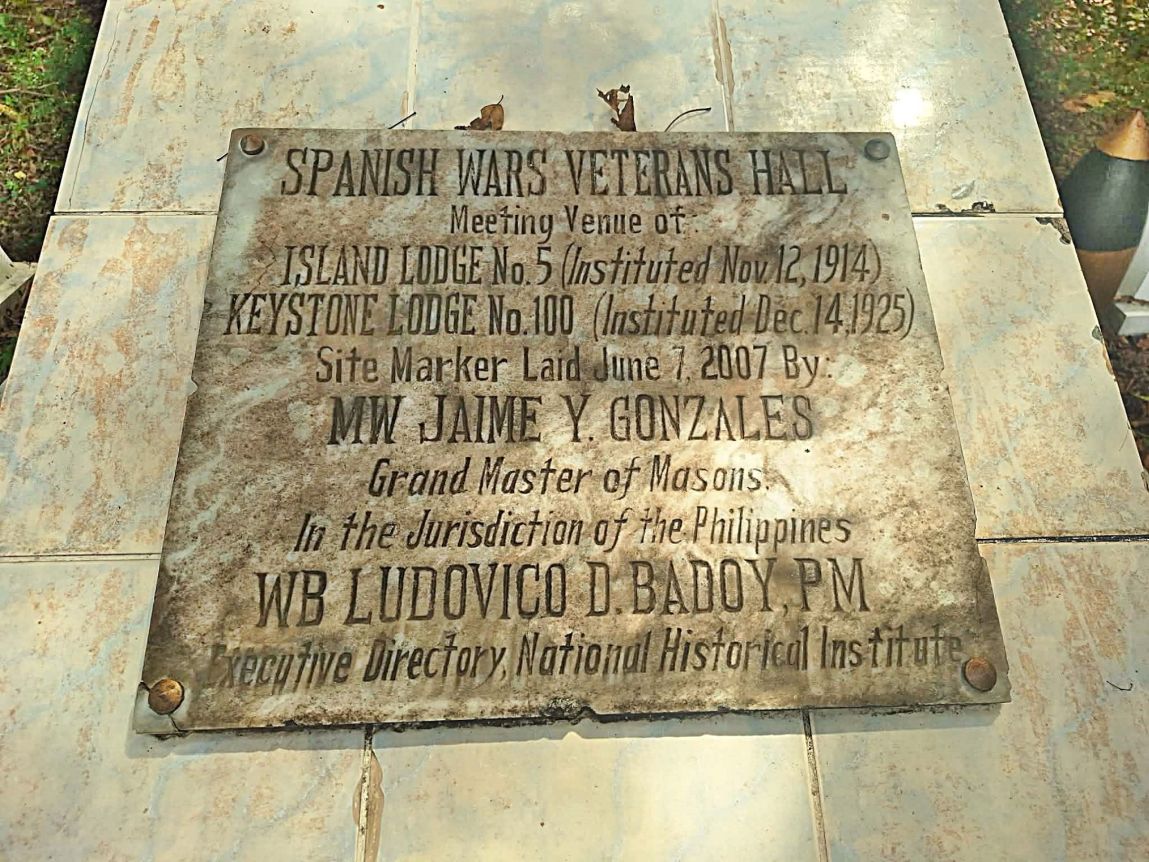 SPANISH WARS VETERANS HALL
Meeting Venue of:
ISLAND LODGE No. 5 (Instituted Nov. 12, 1914)
KEYSTONE LODGE No. 100 (Instituted Dec. 14, 1925)
Site Marker Laid June 7, 2007 By:
MW JAIME Y. GONZALES
Grand Master of Masons.
In the Jurisdiction of the Philippines
WB LUDOVICO D. BADOY, PM
Executive Directory, National Historical Institute